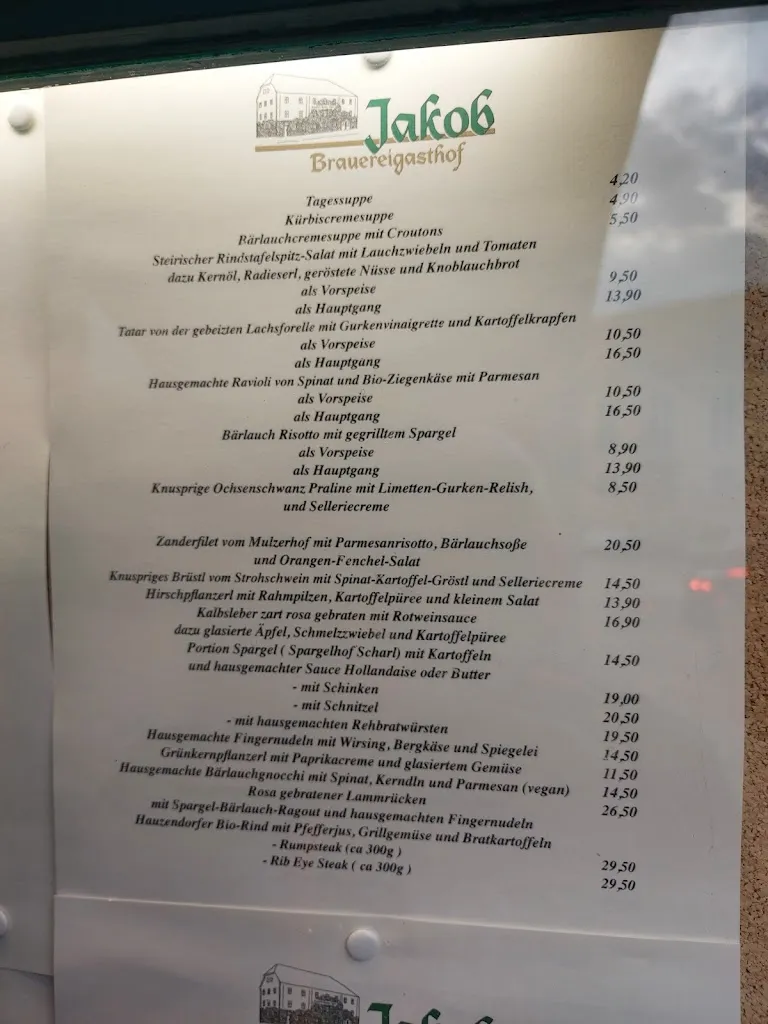 Jakob
Brauereigasthof
Tagessuppe 4,20
Kürbiscremesuppe 4,90
Bärlauchcremesuppe mit Croutons 5,50
Steirischer Rindstafelspitz-Salat mit Lauchzwiebeln und Tomaten
dazu Kernöl, Radieserl, geröstete Nüsse und Knoblauchbrot
als Vorspeise 9,50
als Hauptgang 13,90
Tatar von der gebeizten Lachsforelle mit Gurkenvinaigrette und Kartoffelkrapfen
als Vorspeise 10,50
als Hauptgang 16,50
Hausgemachte Ravioli von Spinat und Bio-Ziegenkäse mit Parmesan
als Vorspeise 10,50
als Hauptgang 16,50
Bärlauch Risotto mit gegrilltem Spargel
als Vorspeise 8,90
als Hauptgang 13,90
Knusprige Ochsenschwanz Praline mit Limetten-Gurken-Relish, 8,50
und Selleriecreme
Zanderfilet vom Mulzerhof mit Parmesanrisotto, Bärlauchsoße 20,50
und Orangen-Fenchel-Salat
Knuspriges Brüstl vom Strohschwein mit Spinat-Kartoffel-Gröstl und Selleriecreme 14,50
Hirschpflanzerl mit Rahmpilzen, Kartoffelpüree und kleinem Salat 13,90
Kalbsleber zart rosa gebraten mit Rotweinsauce 16,90
dazu glasierte Äpfel, Schmelzzwiebel und Kartoffelpüree
Portion Spargel ( Spargelhof Scharl) mit Kartoffeln 14,50
und hausgemachter Sauce Hollandaise oder Butter
- mit Schinken 19,00
- mit Schnitzel 20,50
- mit hausgemachten Rehbratwürsten 19,50
Hausgemachte Fingernudeln mit Wirsing, Bergkäse und Spiegelei 14,50
Grünkernpflanzerl mit Paprikacreme und glasiertem Gemüse 11,50
Hausgemachte Bärlauchgnocchi mit Spinat, Kerndln und Parmesan (vegan) 14,50
Rosa gebratener Lammrücken 26,50
mit Spargel-Bärlauch-Ragout und hausgemachten Fingernudeln
Hauzendorfer Bio-Rind mit Pfefferjus, Grillgemüse und Bratkartoffeln
- Rumpsteak (ca 300g ) 29,50
- Rib Eye Steak ( ca 300g ) 29,50
Jakob